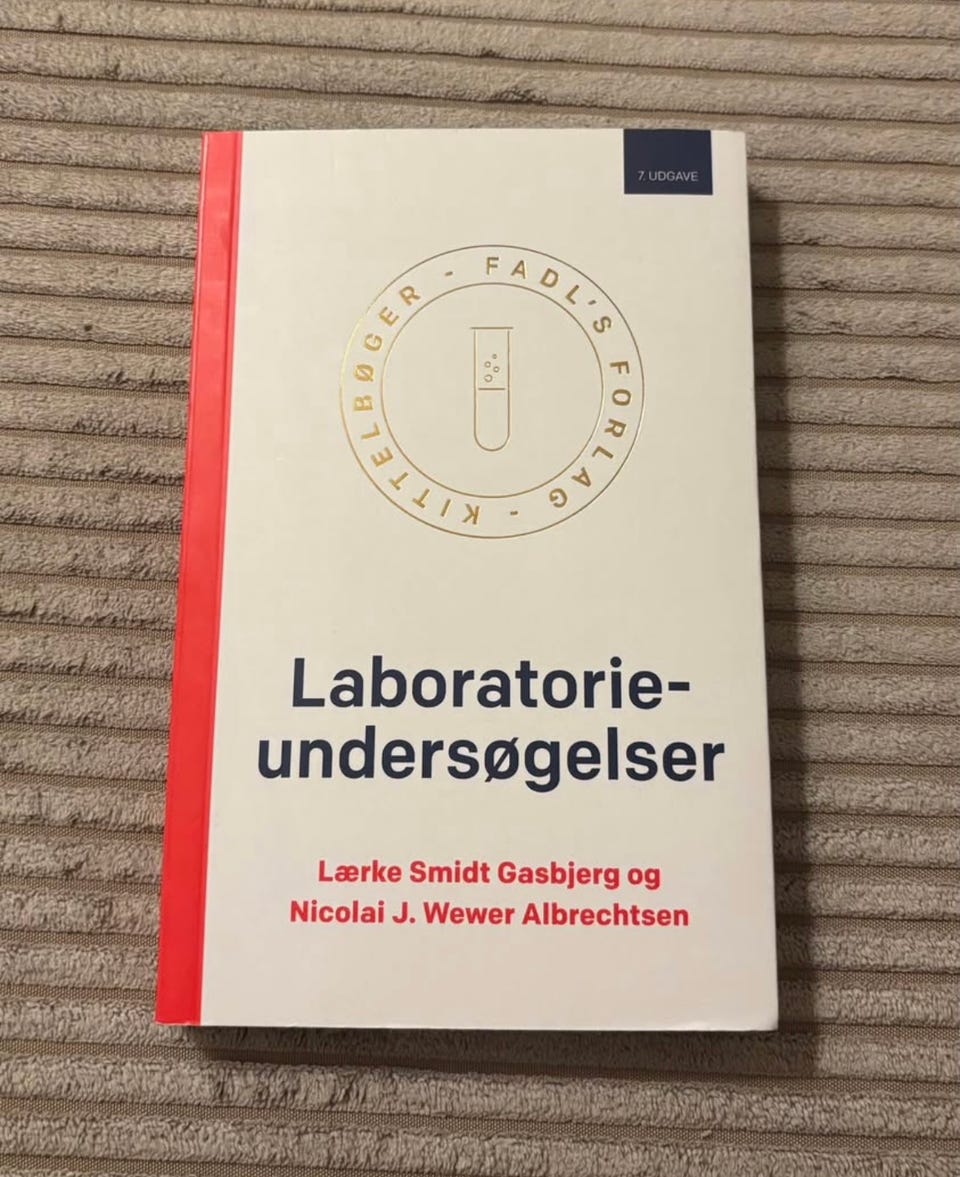 7. UDGAVE
KITTELBØGER - FADL'S FORLAG -
Laboratorie-
undersøgelser
Lærke Smidt Gasbjerg og
Nicolai J. Wewer Albrechtsen